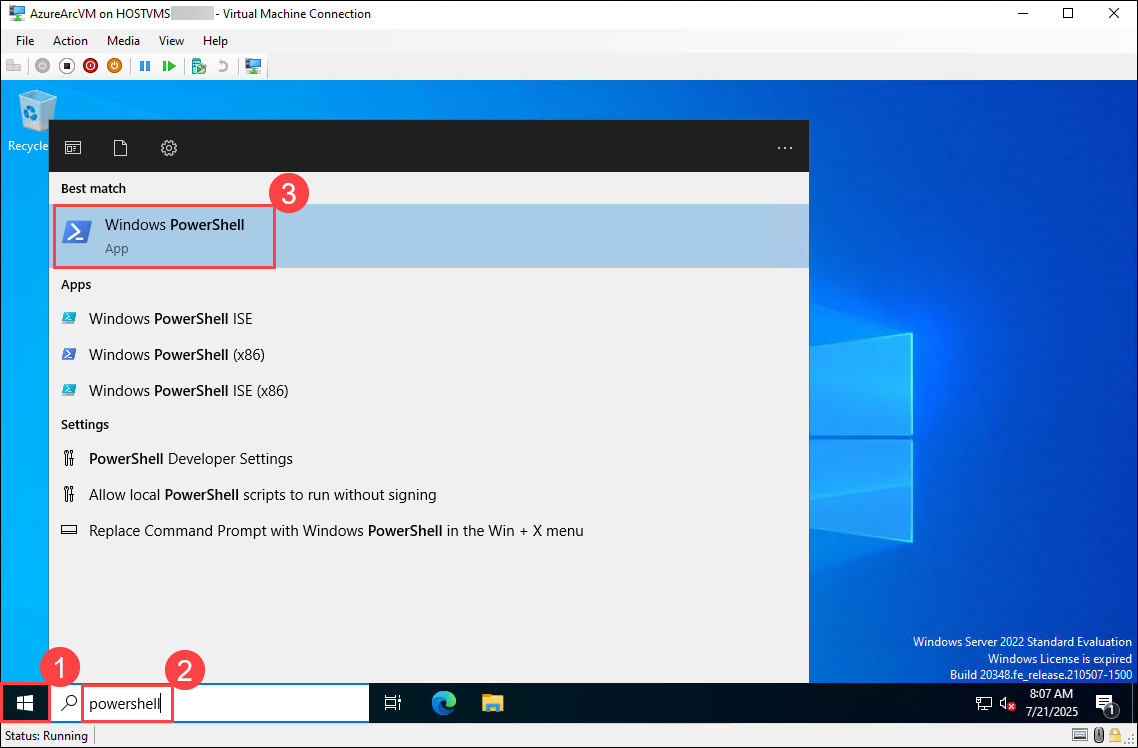 AzureArcVM on HOSTVMS - Virtual Machine Connection
File Action Media View Help
Recycle
...
Best match
3
Windows PowerShell
App
Apps
Windows PowerShell ISE
Windows PowerShell (x86)
Windows PowerShell ISE (x86)
Settings
PowerShell Developer Settings
Allow local PowerShell scripts to run without signing
Replace Command Prompt with Windows PowerShell in the Win + X menu
Windows Server 2022 Standard Evaluation
Windows License is expired
Build 20348.fe_release.210507-1500
1
2
powershell
8:07 AM
7/21/2025
1
Status: Running